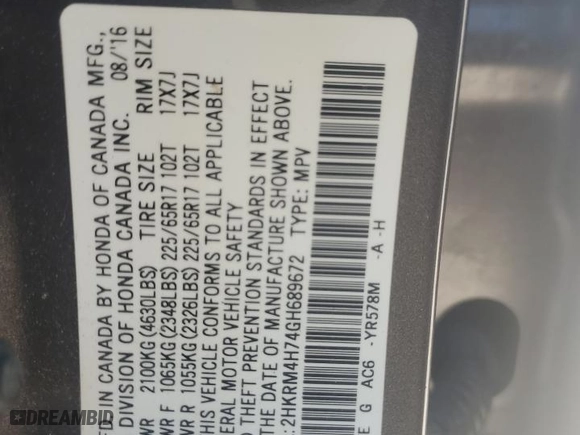 FD IN CANADA BY HONDA OF CANADA MFG.,
DIVISION OF HONDA CANADA INC. 08/'16
WR 2100KG(4630LBS) TIRE SIZE RIM SIZE
WR F 1065KG(2348LBS) 225/65R17 102T 17X7J
WR R 1055KG(2326LBS) 225/65R17 102T 17X7J
HIS VEHICLE CONFORMS TO ALL APPLICABLE
ERAL MOTOR VEHICLE SAFETY
D THEFT PREVENTION STANDARDS IN EFFECT
THE DATE OF MANUFACTURE SHOWN ABOVE.
: 2HKRM4H74GH689672 TYPE: MPV
E G AC6 -YR578M -A -H
DREAMBID